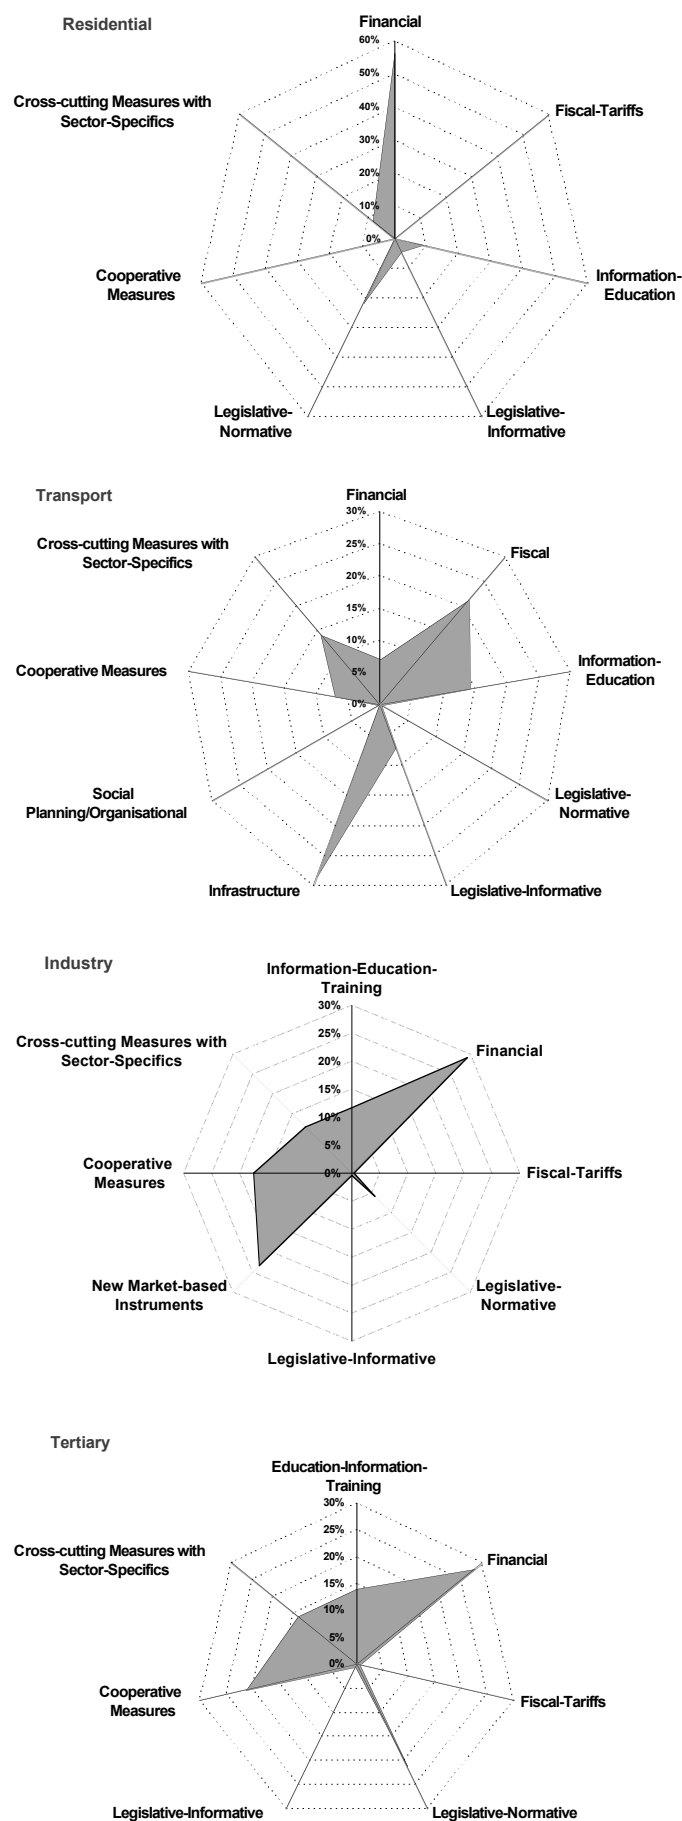 Residential
Financial
60%
50%
40%
30%
20%
10%
0%
Cross-cutting Measures with
Sector-Specifics
Fiscal-Tariffs
Cooperative
Measures
Information-
Education
Legislative-
Normative
Legislative-
Informative
Transport
Financial
30%
25%
20%
15%
10%
5%
0%
Cross-cutting Measures with
Sector-Specifics
Fiscal
Cooperative Measures
Information-
Education
Social
Planning/Organisational
Legislative-
Normative
Infrastructure
Legislative-Informative
Industry
Information-Education-
Training
30%
25%
20%
15%
10%
5%
0%
Cross-cutting Measures with
Sector-Specifics
Financial
Cooperative
Measures
Fiscal-Tariffs
New Market-based
Instruments
Legislative-
Normative
Legislative-Informative
Tertiary
Education-Information-
Training
30%
25%
20%
15%
10%
5%
0%
Cross-cutting Measures with
Sector-Specifics
Financial
Cooperative
Measures
Fiscal-Tariffs
Legislative-Informative
Legislative-Normative